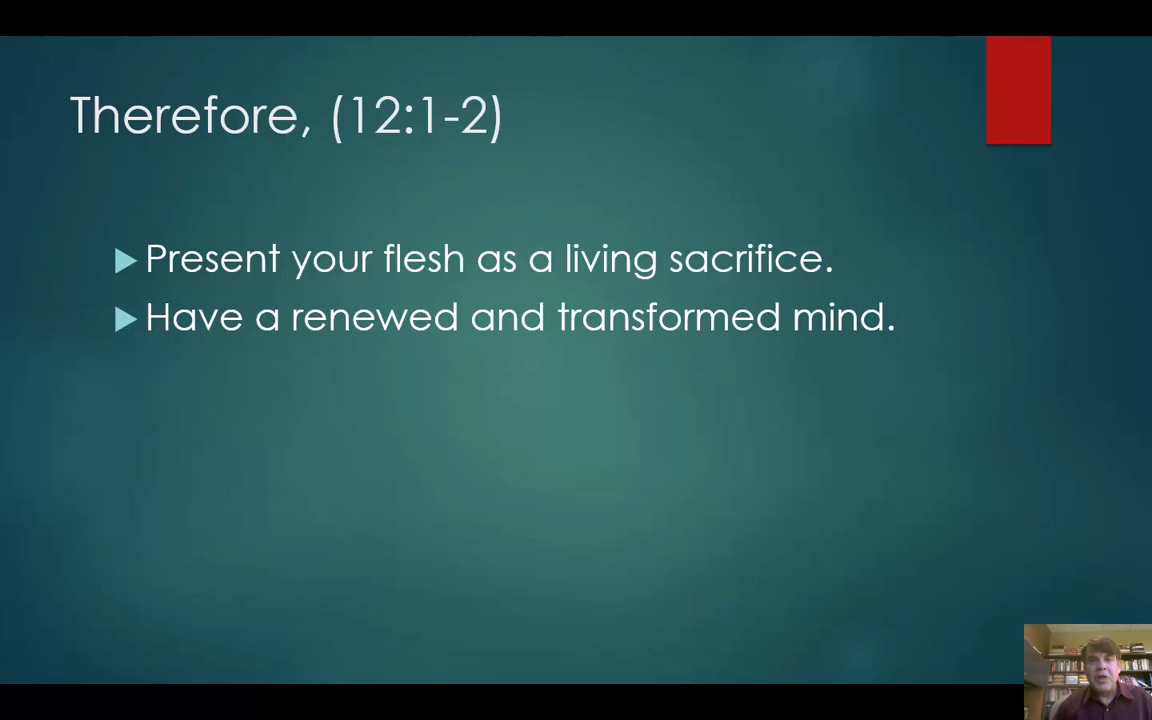 Therefore, (12:1-2)
Present your flesh as a living sacrifice.
Have a renewed and transformed mind.